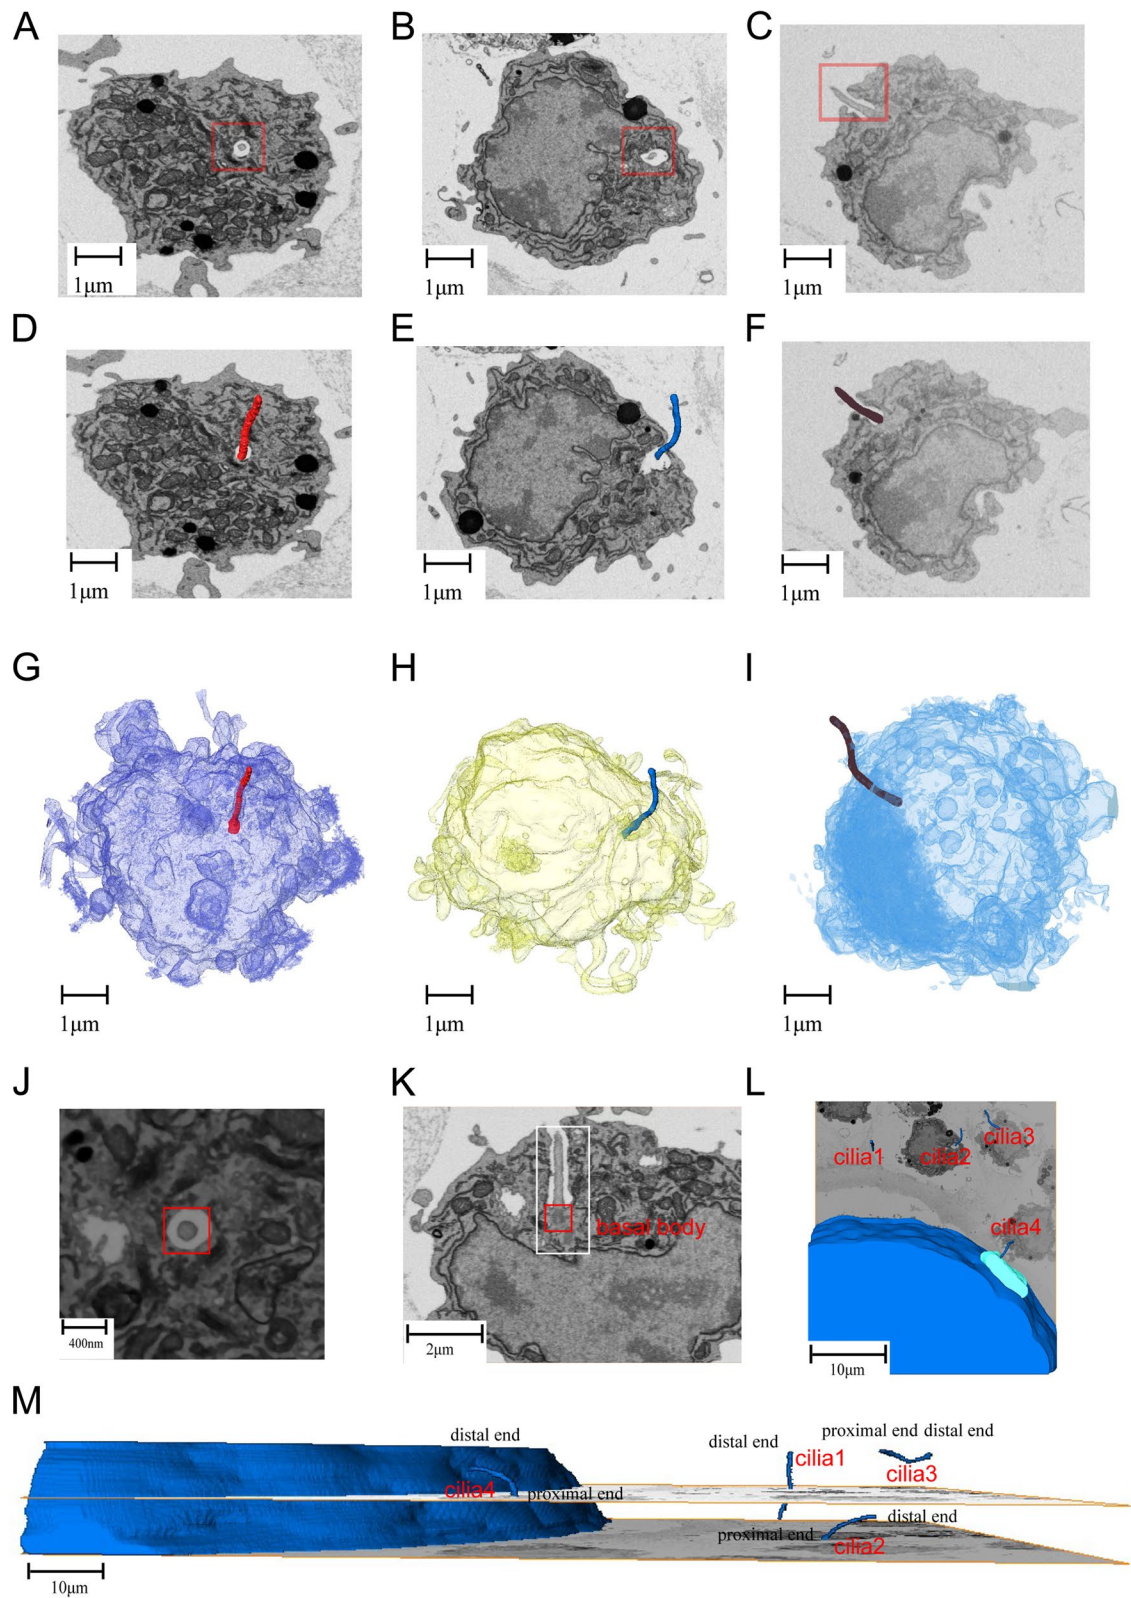 A
B
C
1μm
1μm
1μm
D
E
F
1μm
1μm
1μm
G
H
I
1μm
1μm
1μm
J
K
L
400nm
basal body
2μm
cilia1
cilia2
cilia3
cilia4
10μm
M
distal end
distal end
proximal end distal end
cilia1
cilia3
cilia4
proximal end
distal end
proximal end
cilia2
10μm